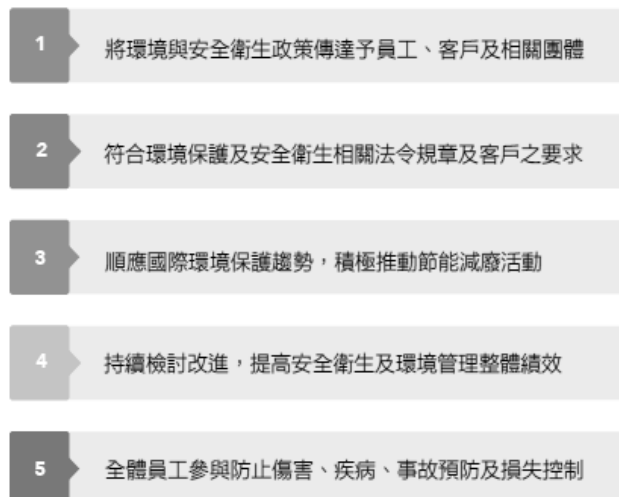 1
將環境與安全衛生政策傳達予員工、客戶及相關團體
2
符合環境保護及安全衛生相關法令規章及客戶之要求
3
順應國際環境保護趨勢，積極推動節能減廢活動
4
持續檢討改進，提高安全衛生及環境管理整體績效
5
全體員工參與防止傷害、疾病、事故預防及損失控制